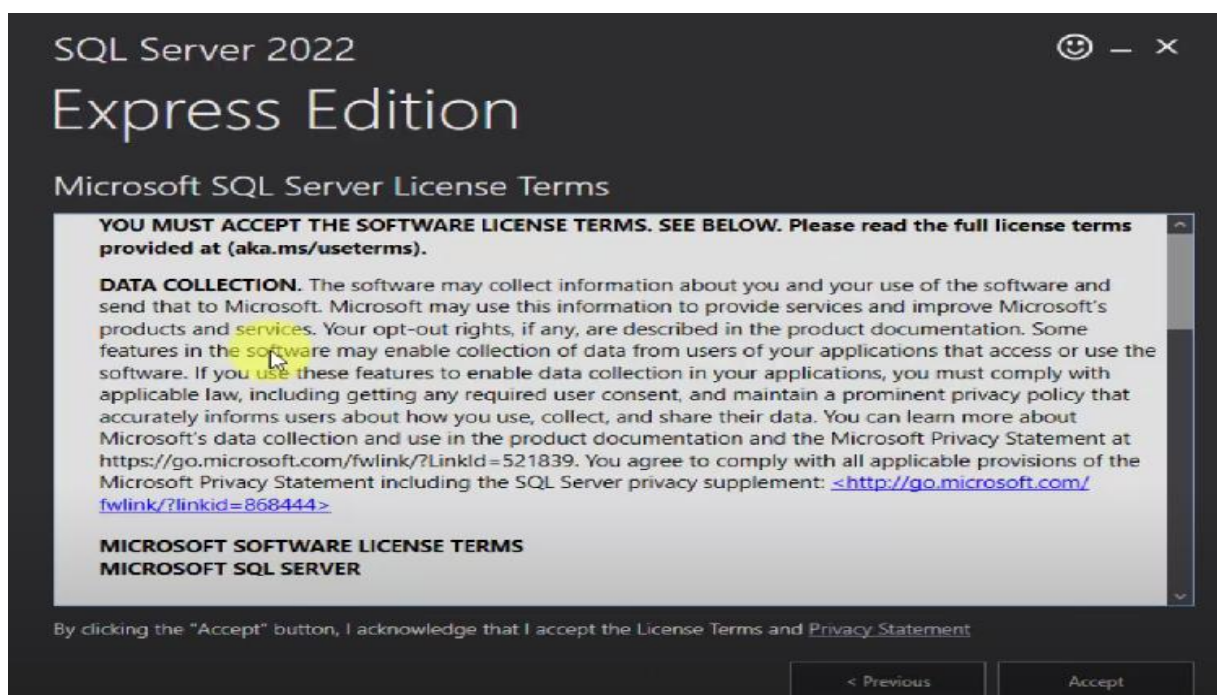 SQL Server 2022
Express Edition
Microsoft SQL Server License Terms
YOU MUST ACCEPT THE SOFTWARE LICENSE TERMS. SEE BELOW. Please read the full license terms
provided at (aka.ms/useterms).
DATA COLLECTION. The software may collect information about you and your use of the software and
send that to Microsoft. Microsoft may use this information to provide services and improve Microsoft's
products and services. Your opt-out rights, if any, are described in the product documentation. Some
features in the software may enable collection of data from users of your applications that access or use the
software. If you use these features to enable data collection in your applications, you must comply with
applicable law, including getting any required user consent, and maintain a prominent privacy policy that
accurately informs users about how you use, collect, and share their data. You can learn more about
Microsoft's data collection and use in the product documentation and the Microsoft Privacy Statement at
https://go.microsoft.com/fwlink/?LinkId=521839. You agree to comply with all applicable provisions of the
Microsoft Privacy Statement including the SQL Server privacy supplement: <http://go.microsoft.com/
fwlink/?linkid=868444>
MICROSOFT SOFTWARE LICENSE TERMS
MICROSOFT SQL SERVER
By clicking the "Accept" button, I acknowledge that I accept the License Terms and Privacy Statement
< Previous
Accept